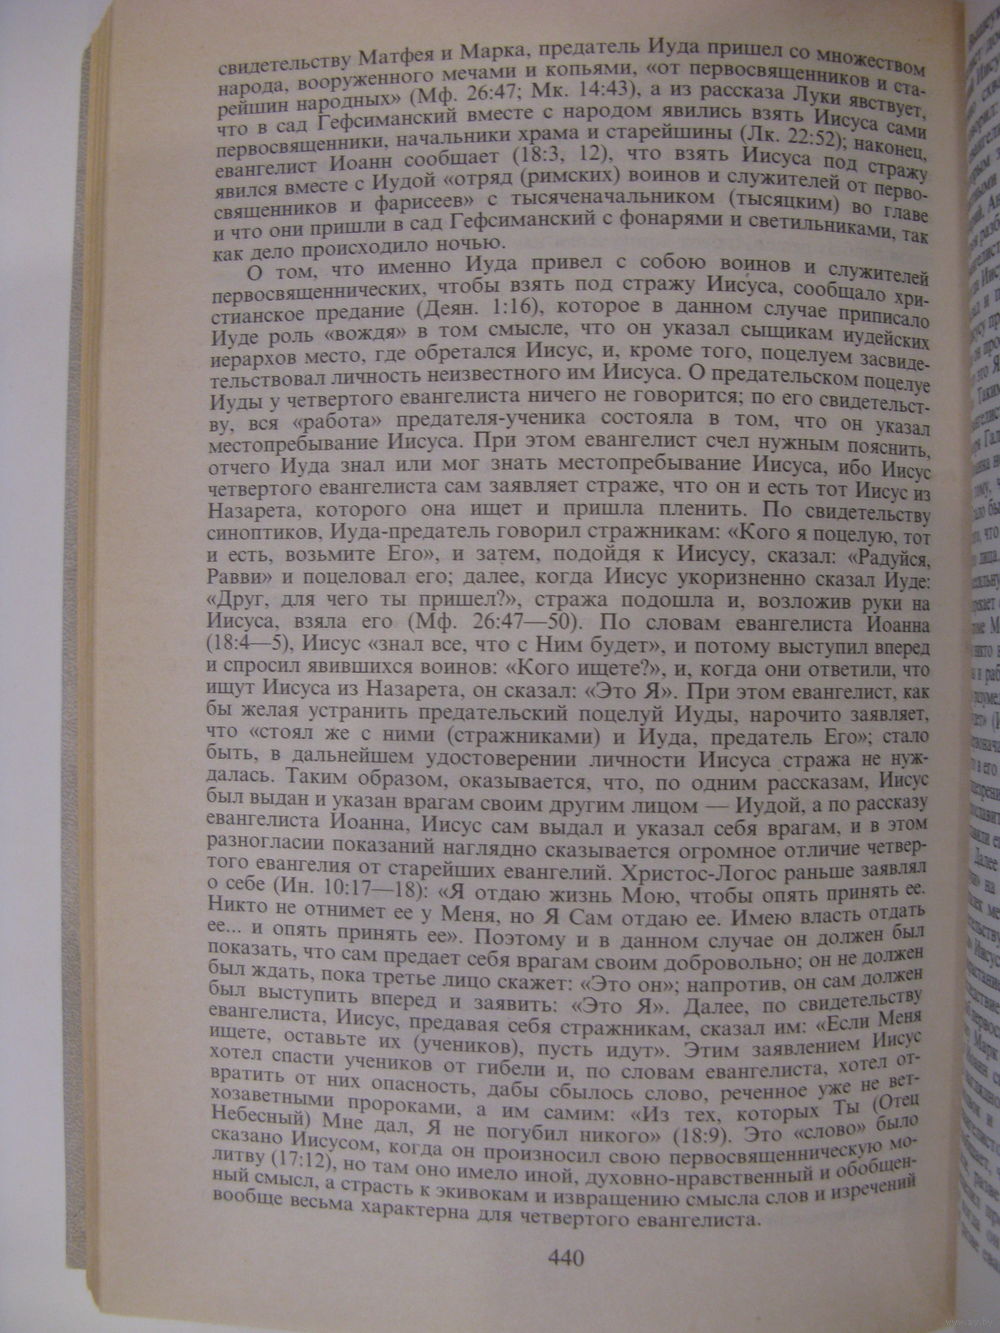 свидетельству Матфея и Марка, предатель Иуда пришел со множеством
народа, вооруженного мечами и копьями, «от первосвященников и ста-
рейшин народных» (Мф. 26:47; Мк. 14:43), а из рассказа Луки явствует,
что в сад Гефсиманский вместе с народом явились взять Иисуса сами
первосвященники, начальники храма и старейшины (Лк. 22:52); наконец,
евангелист Иоанн сообщает (18:3, 12), что взять Иисуса под стражу
явился вместе с Иудой «отряд (римских) воинов и служителей от перво-
священников и фарисеев» с тысяченачальником (тысяцким) во главе
и что они пришли в сад Гефсиманский с фонарями и светильниками, так
как дело происходило ночью.
О том, что именно Иуда привел с собою воинов и служителей
первосвященнических, чтобы взять под стражу Иисуса, сообщало хри-
стианское предание (Деян. 1:16), которое в данном случае приписало
Иуде роль «вождя» в том смысле, что он указал сыщикам иудейских
иерархов место, где обретался Иисус, и, кроме того, поцелуем засвиде-
тельствовал личность неизвестного им Иисуса. О предательском поцелуе
Иуды у четвертого евангелиста ничего не говорится; по его свидетельст-
ву, вся «работа» предателя-ученика состояла в том, что он указал
местопребывание Иисуса. При этом евангелист счел нужным пояснить,
отчего Иуда знал или мог знать местопребывание Иисуса, ибо Иисус
четвертого евангелиста сам заявляет страже, что он и есть тот Иисус из
Назарета, которого она ищет и пришла пленить. По свидетельству
синоптиков, Иуда-предатель говорил стражникам: «Кого я поцелую, тот
и есть, возьмите Его», и затем, подойдя к Иисусу, сказал: «Радуйся,
Равви» и поцеловал его; далее, когда Иисус укоризненно сказал Иуде:
«Друг, для чего ты пришел?», стража подошла и, возложив руки на
Иисуса, взяла его (Мф. 26:47—50). По словам евангелиста Иоанна
(18:4—5), Иисус «знал все, что с Ним будет», и потому выступил вперед
и спросил явившихся воинов: «Кого ищете?», и, когда они ответили, что
ищут Иисуса из Назарета, он сказал: «Это Я». При этом евангелист, как
бы желая устранить предательский поцелуй Иуды, нарочито заявляет,
что «стоял же с ними (стражниками) и Иуда, предатель Его»; стало
быть, в дальнейшем удостоверении личности Иисуса стража не нуж-
далась. Таким образом, оказывается, что, по одним рассказам, Иисус
был выдан и указан врагам своим другим лицом — Иудой, а по рассказу
евангелиста Иоанна, Иисус сам выдал и указал себя врагам, и в этом
разногласии показаний наглядно сказывается огромное отличие четвер-
того евангелия от старейших евангелий. Христос-Логос раньше заявлял
о себе (Ин. 10:17—18): «Я отдаю жизнь Мою, чтобы опять принять ее.
Никто не отнимет ее у Меня, но Я Сам отдаю ее. Имею власть отдать
ее... и опять принять ее». Поэтому и в данном случае он должен был
показать, что сам предает себя врагам своим добровольно; он не должен
был ждать, пока третье лицо скажет: «Это он»; напротив, он сам должен
был выступить вперед и заявить: «Это Я». Далее, по свидетельству
евангелиста, Иисус, предавая себя стражникам, сказал им: «Если Меня
ищете, оставьте их (учеников), пусть идут». Этим заявлением Иисус
хотел спасти учеников от гибели и, по словам евангелиста, хотел от-
вратить от них опасность, дабы сбылось слово, реченное уже не вет-
хозаветными пророками, а им самим: «Из тех, которых Ты (Отец
Небесный) Мне дал, Я не погубил никого» (18:9). Это «слово» было
сказано Иисусом, когда он произносил свою первосвященническую мо-
литву (17:12), но там оно имело иной, духовно-нравственный и обобщен-
ный смысл, а страсть к экивокам и извращению смысла слов и изречений
вообще весьма характерна для четвертого евангелиста.
440